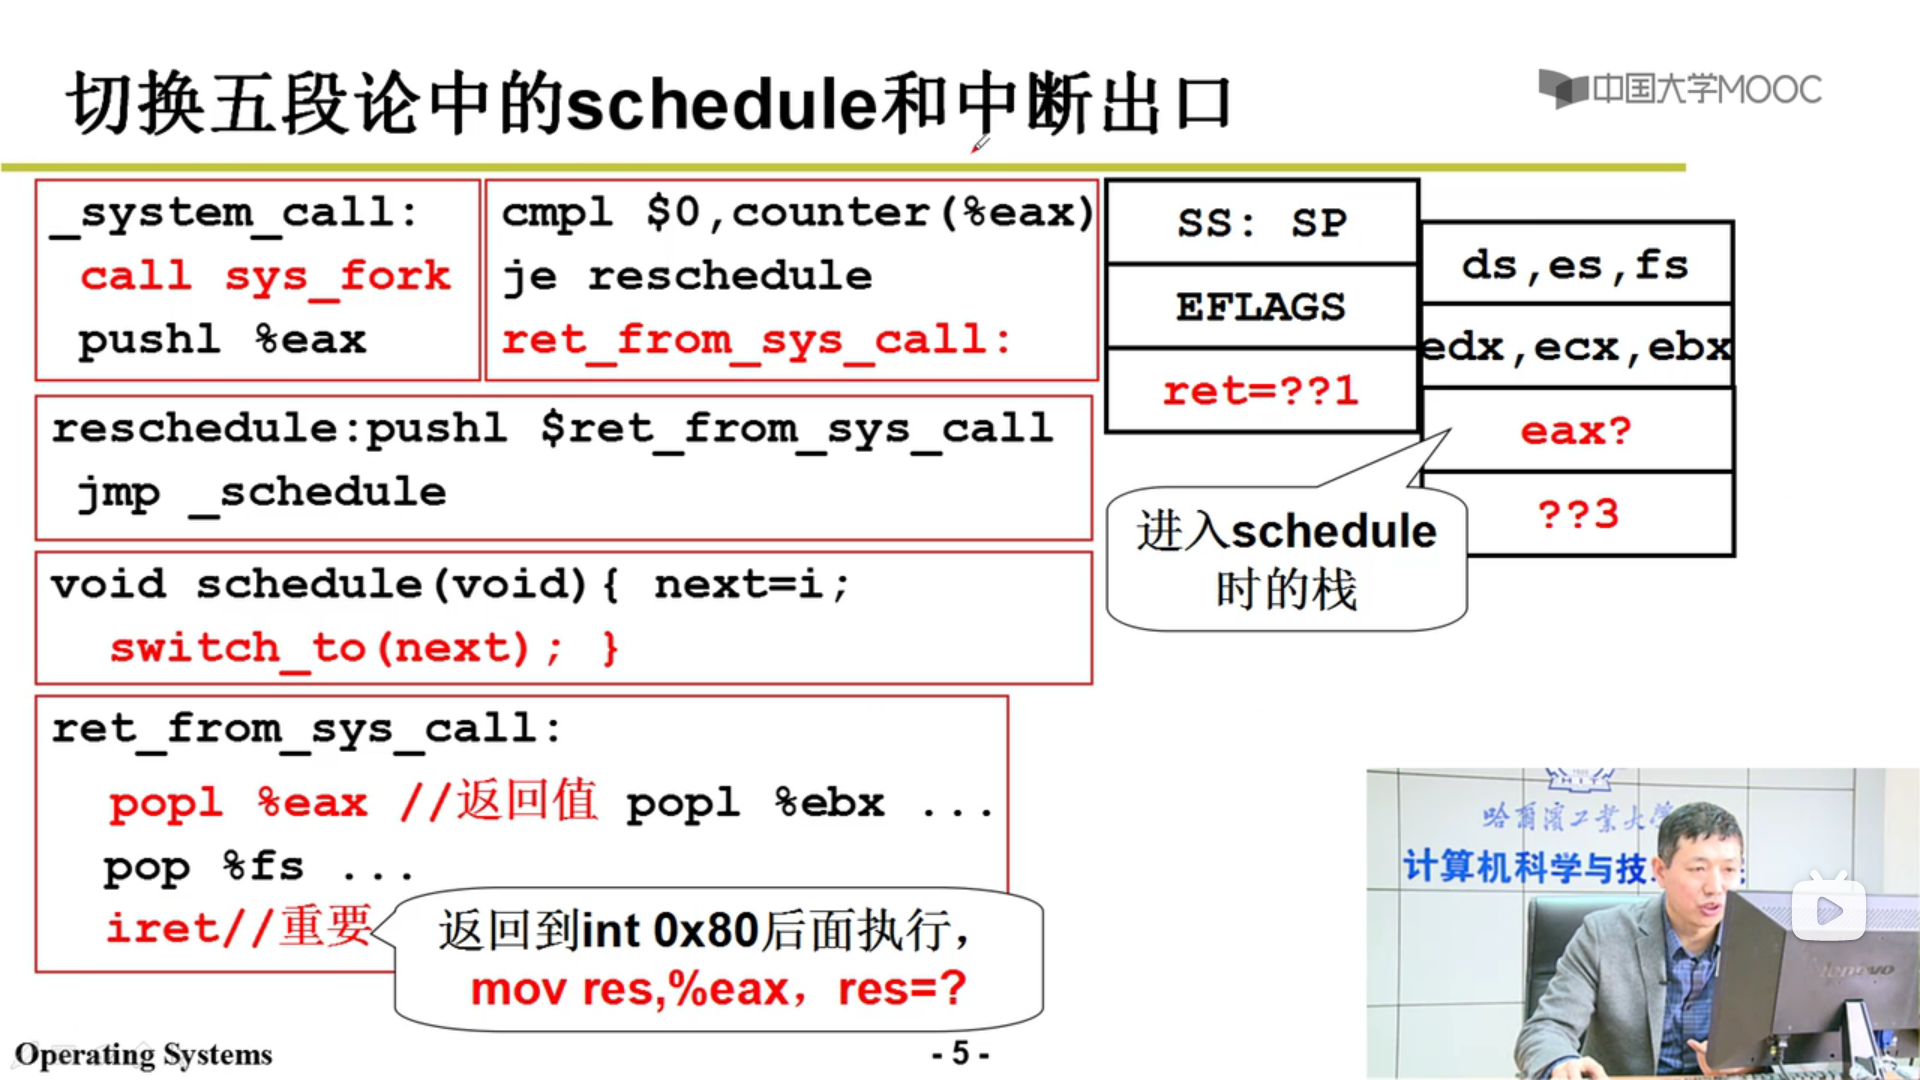 切换五段论中的schedule和中断出口
中国大学MOOC
_system_call:
call sys_fork
pushl %eax
cmpl $0,counter(%eax)
je reschedule
ret_from_sys_call:
reschedule:pushl $ret_from_sys_call
jmp _schedule
void schedule(void){ next=i;
switch_to(next); }
ret_from_sys_call:
popl %eax //返回值 popl %ebx ...
pop %fs ...
iret//重要
返回到int 0x80后面执行，
mov res,%eax，res=?
SS: SP
EFLAGS
ret=??1
ds,es,fs
edx,ecx,ebx
eax?
??3
进入schedule
时的栈
哈爾濱工業大
计算机科学与技
lenovo
Operating Systems
- 5 -